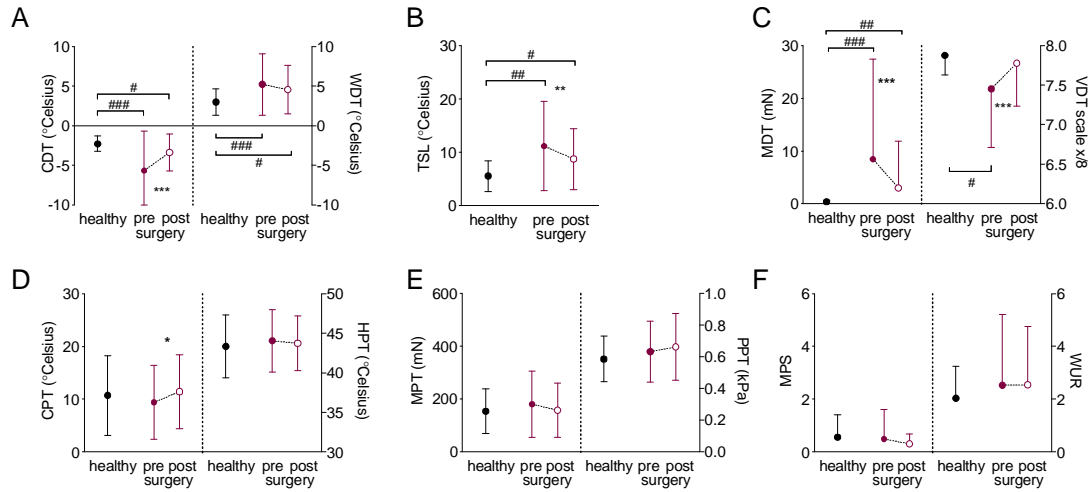 A
10
5
0
-5
-10
CDT (°Celsius)
#
###
***
###
#
10
5
0
-5
-10
WDT (°Celsius)
healthy pre post
surgery
healthy pre post
surgery
B
30
20
10
0
TSL (°Celsius)
#
##
**
healthy pre post
surgery
C
30
20
10
0
MDT (mN)
##
###
***
***
#
8.0
7.5
7.0
6.5
6.0
VDT scale x/8
healthy pre post
surgery
healthy pre post
surgery
D
30
20
10
0
CPT (°Celsius)
*
50
45
40
35
30
HPT (°Celsius)
healthy pre post
surgery
healthy pre post
surgery
E
600
400
200
0
MPT (mN)
1.0
0.8
0.6
0.4
0.2
0.0
PPT (kPa)
healthy pre post
surgery
healthy pre post
surgery
F
6
4
2
0
MPS
6
4
2
0
WUR
healthy pre post
surgery
healthy pre post
surgery